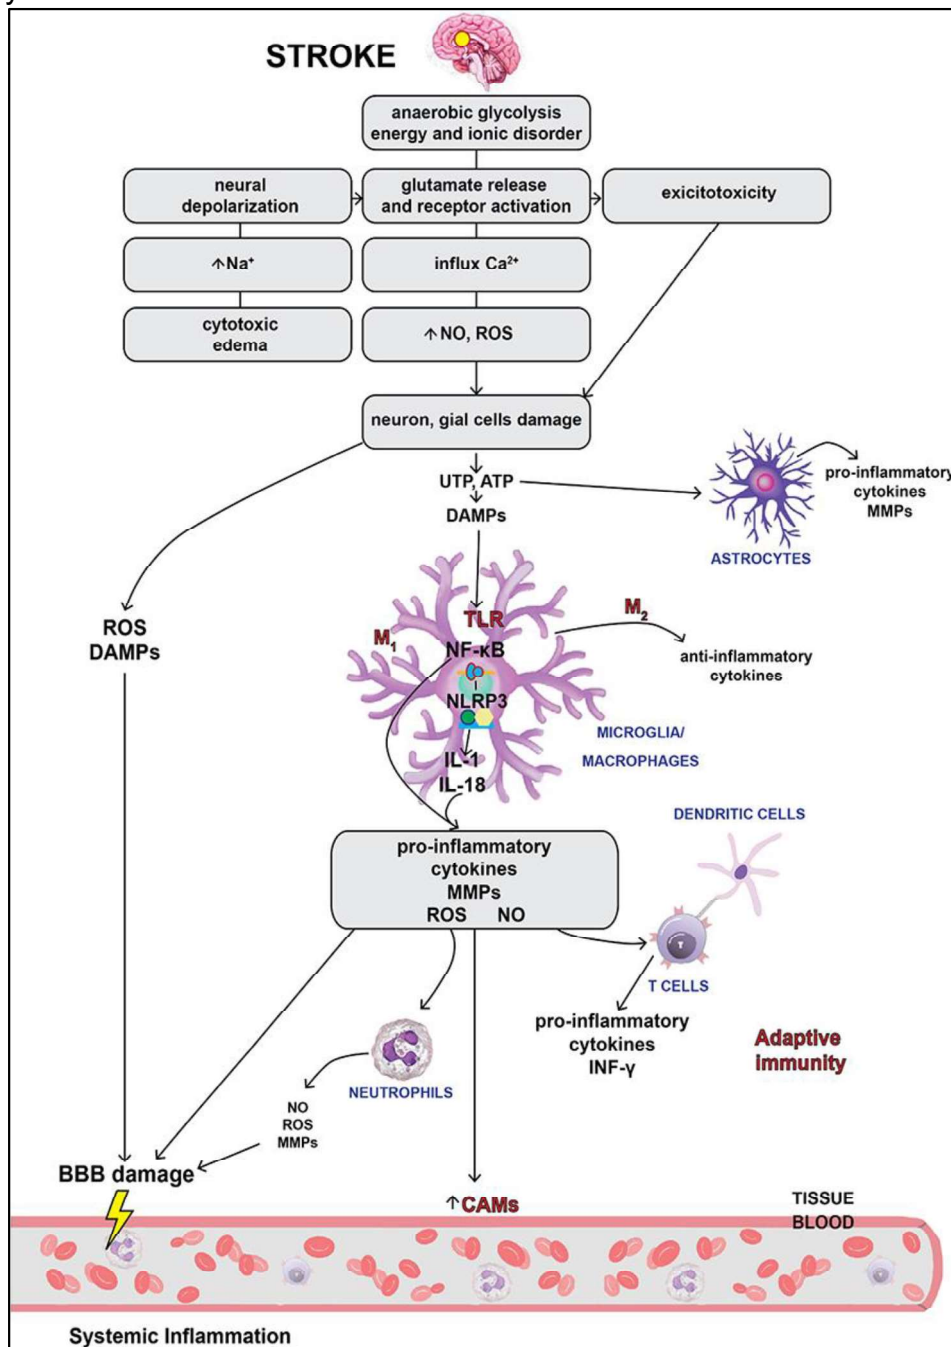 STROKE
anaerobic glycolysis
energy and ionic disorder
neural
depolarization
glutamate release
and receptor activation
exicitotoxicity
↑Na⁺
influx Ca²⁺
cytotoxic
edema
↑NO, ROS
neuron, gial cells damage
UTP, ATP
DAMPs
pro-inflammatory
cytokines
MMPs
ASTROCYTES
ROS
DAMPs
M₁
TLR
NF-κB
NLRP3
IL-1
IL-18
M₂
anti-inflammatory
cytokines
MICROGLIA/
MACROPHAGES
DENDRITIC CELLS
pro-inflammatory
cytokines
MMPs
ROS NO
T
T CELLS
pro-inflammatory
cytokines
INF-γ
Adaptive
immunity
NEUTROPHILS
NO
ROS
MMPs
BBB damage
↑CAMs
TISSUE
BLOOD
Systemic Inflammation